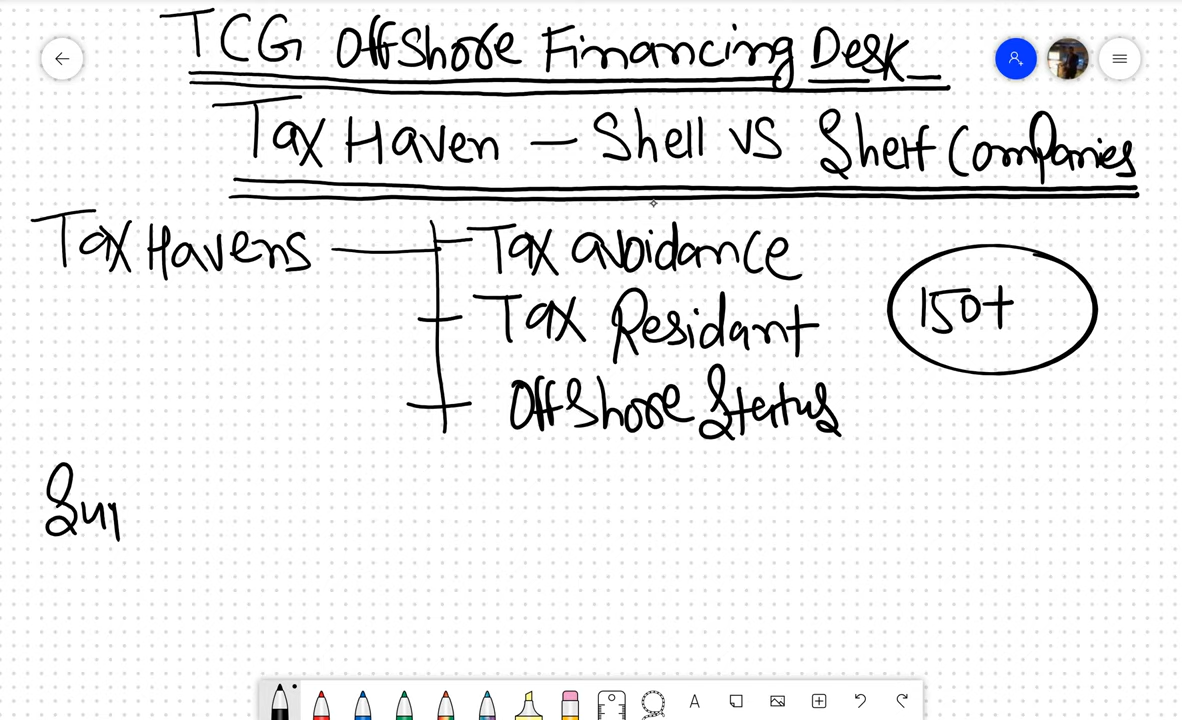 TCG Offshore Financing Desk
Tax Haven - Shell vs Shelf Companies
Tax Havens
Tax avoidance
Tax Residant
150+
Offshore Status
A